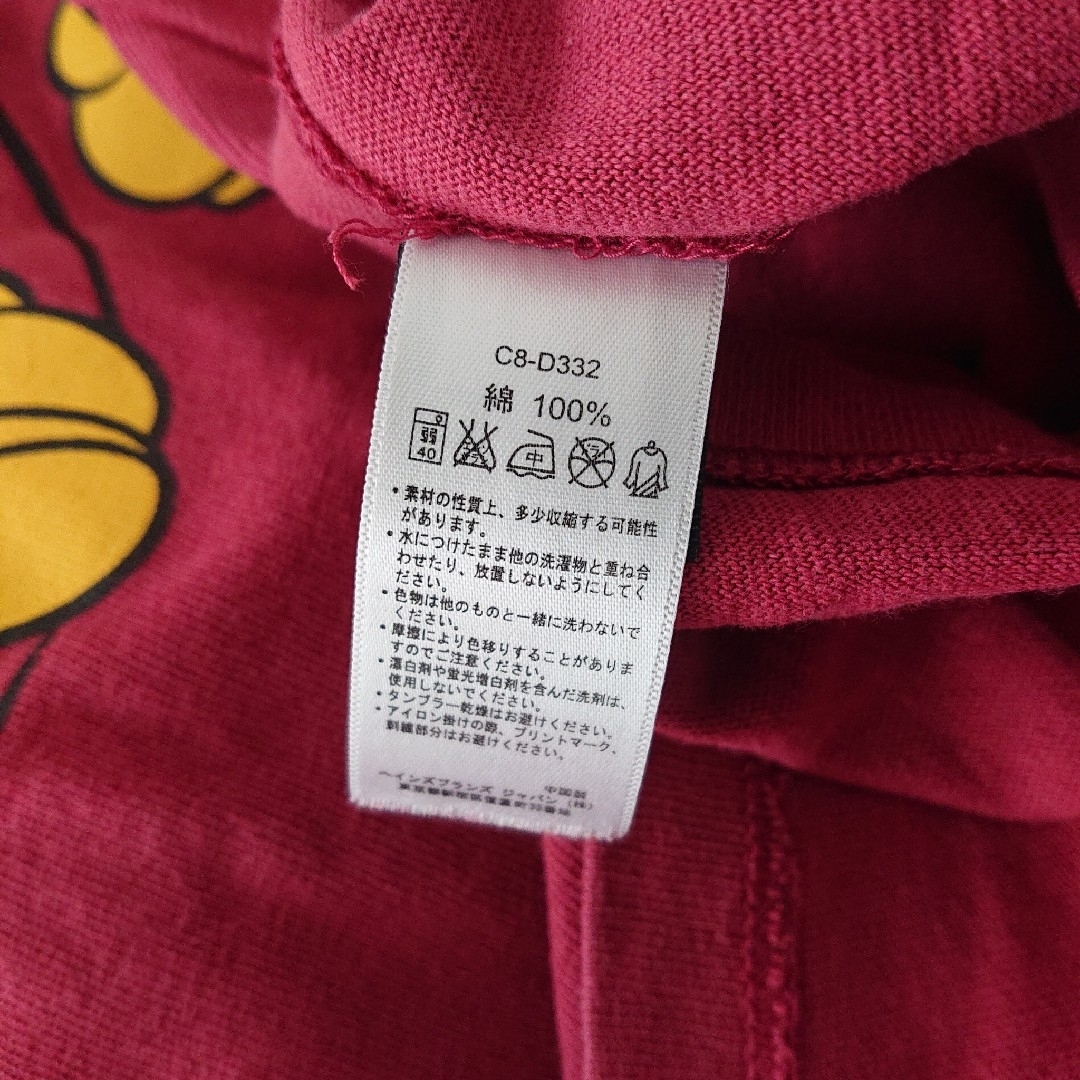 C8-D332
綿 100%
弱 40 エンソサラシ 中 ドライ
・素材の性質上、多少収縮する可能性
があります。
・水につけたまま他の洗濯物と重ね合
わせたり、放置しないようにしてく
ださい。
・色物は他のものと一緒に洗わないで
ください。
・摩擦により色移りすることがありま
すのでご注意ください。
・漂白剤や蛍光増白剤を含んだ洗剤は、
使用しないでください。
・タンブラー乾燥はお避けください。
・アイロン掛けの際、プリントマーク、
刺繍部分はお避けください。
中国製
ヘインズブランズ ジャパン(株)